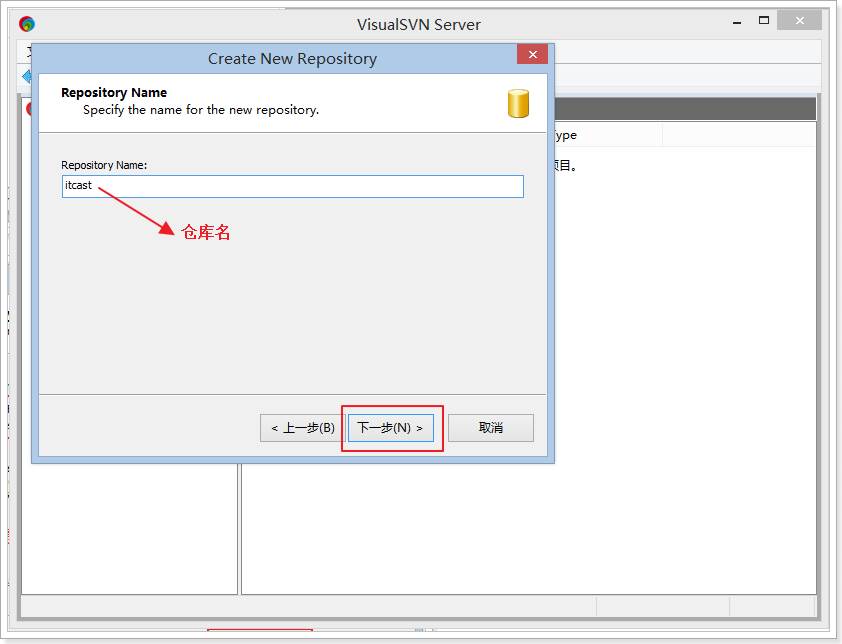 VisualSVN Server
Create New Repository
Repository Name
Specify the name for the new repository.
Type
项目。
Repository Name:
itcast
仓库名
< 上一步(B)
下一步(N) >
取消